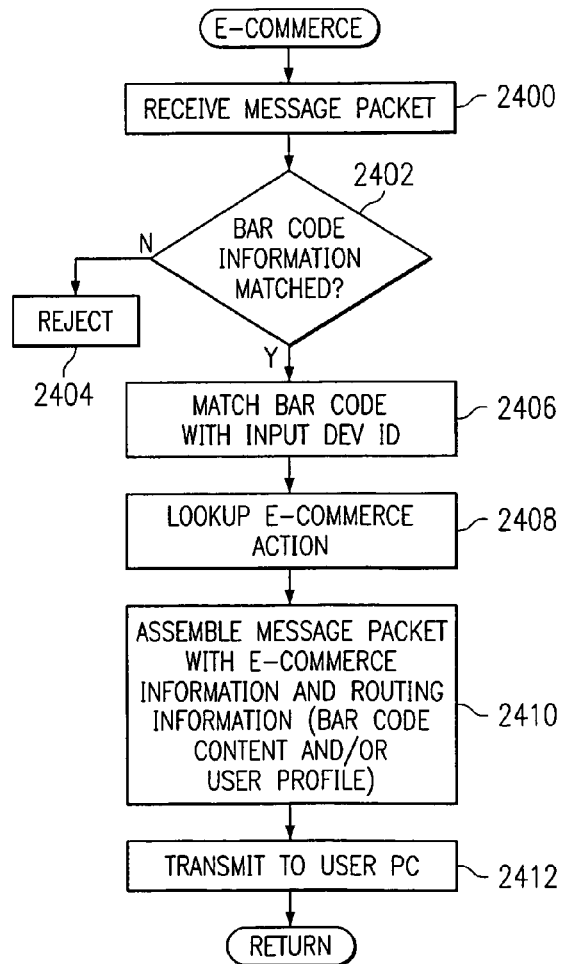 E-COMMERCE
RECEIVE MESSAGE PACKET
2400
2402
BAR CODE
INFORMATION
MATCHED?
N
REJECT
2404
Y
MATCH BAR CODE
WITH INPUT DEV ID
2406
LOOKUP E-COMMERCE
ACTION
2408
ASSEMBLE MESSAGE PACKET
WITH E-COMMERCE
INFORMATION AND ROUTING
INFORMATION (BAR CODE
CONTENT AND/OR
USER PROFILE)
2410
TRANSMIT TO USER PC
2412
RETURN